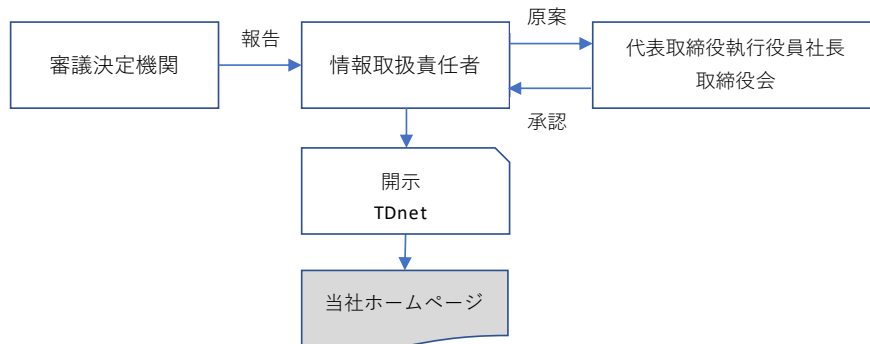 審議決定機関
報告
情報取扱責任者
原案
代表取締役執行役員社長
取締役会
承認
開示
TDnet
当社ホームページ